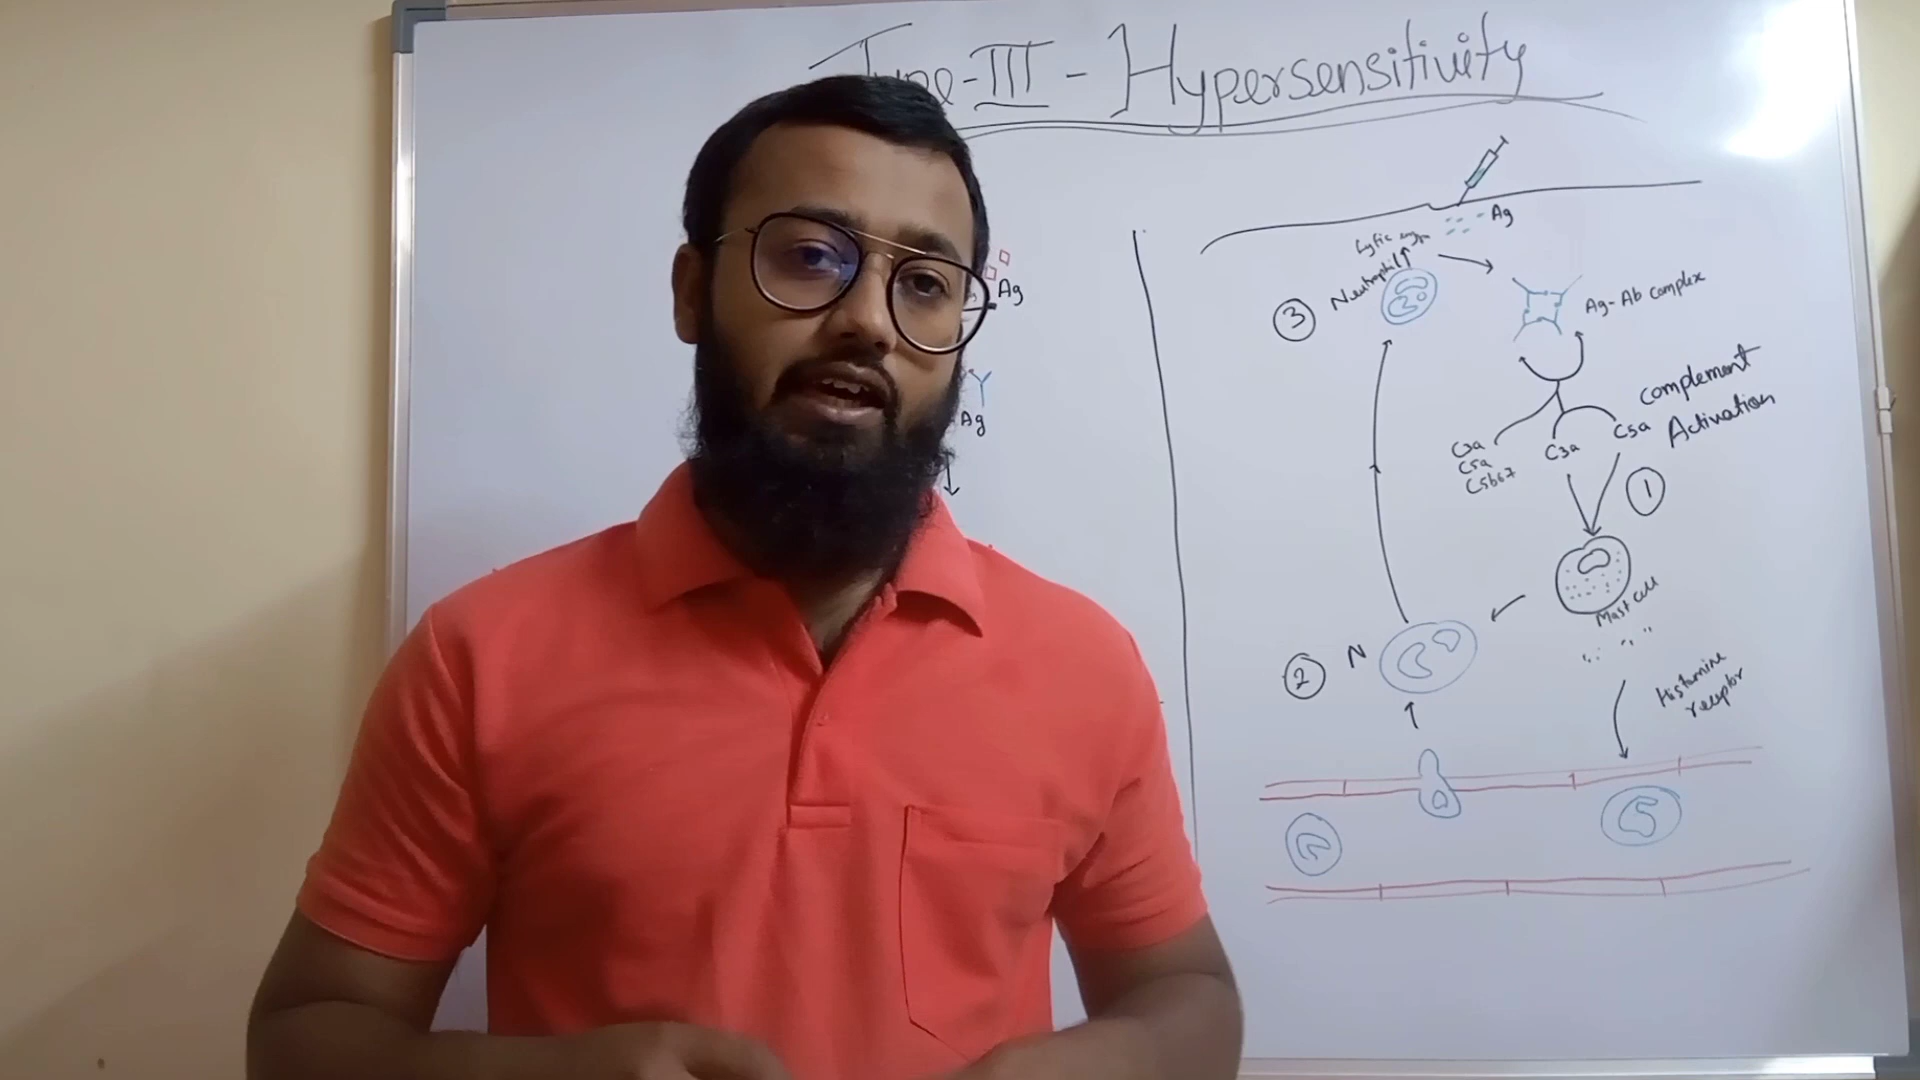 Type-III-Hypersensitivity
Ag
Ag
Ag
Lytic
Neutrophil
3
Ag-Ab complex
complement
Activation
C3a
C5a
C5b67
C3a
C5a
1
Mast cell
2
N
Histamine
receptor